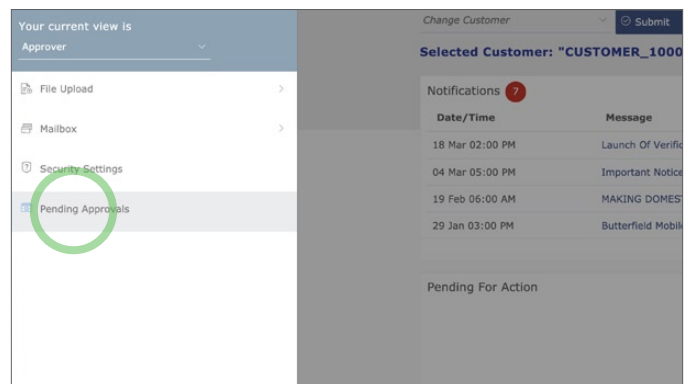 Your current view is
Approver
File Upload
Mailbox
Security Settings
Pending Approvals
Change Customer
Submit
Selected Customer: "CUSTOMER_1000
Notifications 7
Date/Time Message
18 Mar 02:00 PM Launch Of Verific
04 Mar 05:00 PM Important Notice
19 Feb 06:00 AM MAKING DOMES
29 Jan 03:00 PM Butterfield Mobil
Pending For Action